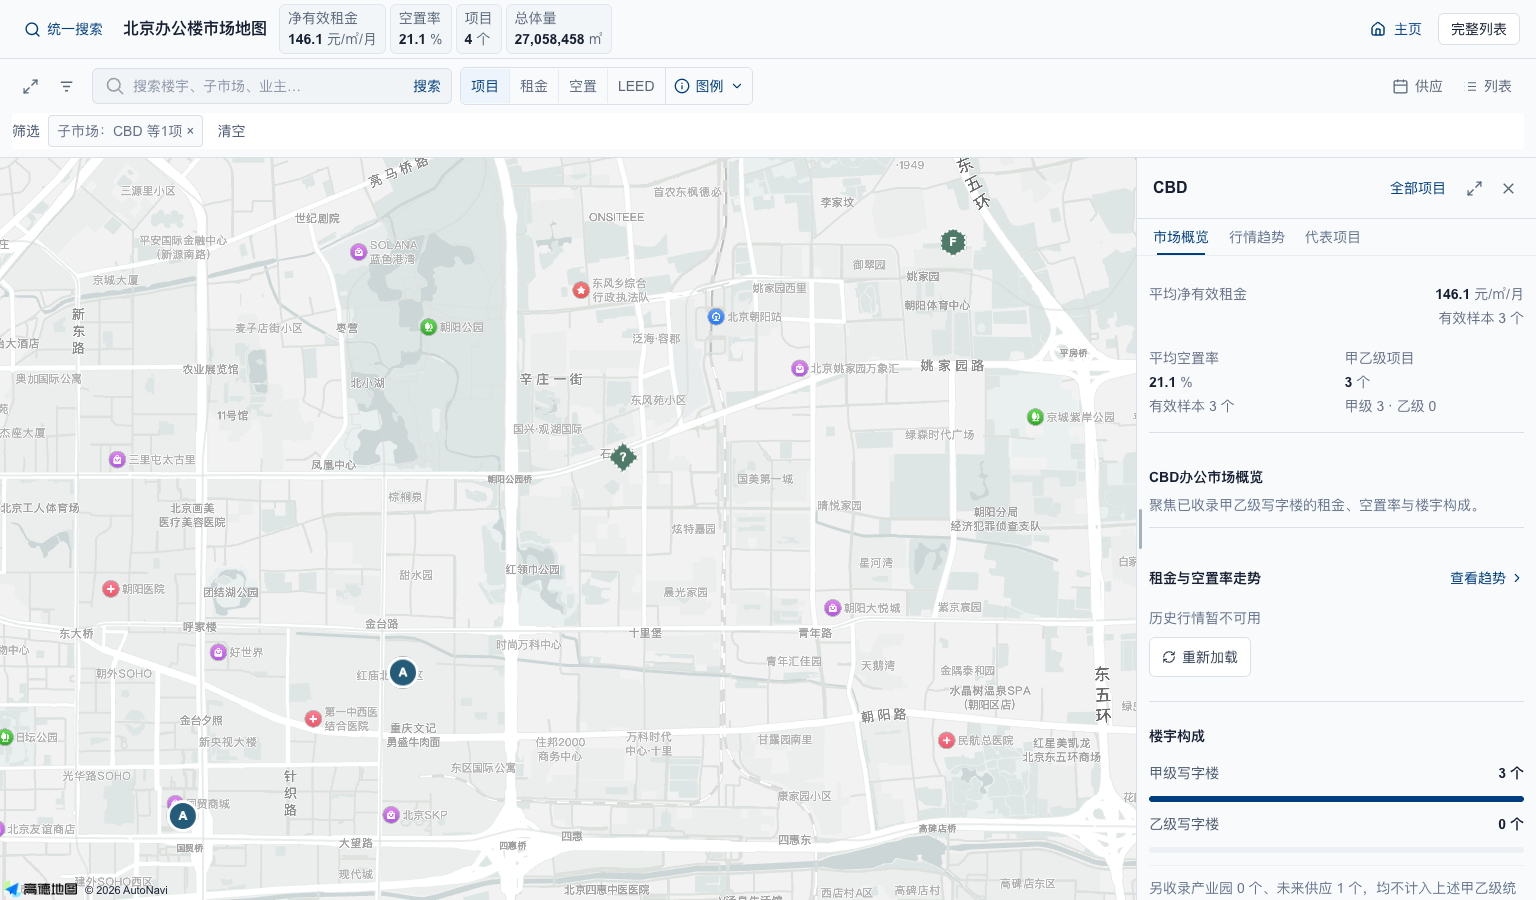 统一搜索
北京办公楼市场地图
净有效租金
146.1 元/㎡/月
空置率
21.1 %
项目
4 个
总体量
27,058,458 ㎡
主页
完整列表
搜索楼宇、子市场、业主…
搜索
项目
租金
空置
LEED
图例
供应
列表
筛选
子市场：CBD 等1项 ×
清空
亮马桥路
三源里小区
世纪剧院
平安国际金融中心
(新源南路)
SOLANA
蓝色港湾
京城大厦
新东路
麦子店街小区
枣营
朝阳公园
农业展览馆
奥加国际公寓
北小湖
11号馆
杰座大厦
三里屯太古里
凤凰中心
朝阳公园桥
棕榈泉
北京工人体育场
北京画美
医疗美容医院
首农东枫德必
ONSITEEE
东风乡综合
行政执法队
泛海·容郡
辛庄一街
东风苑小区
国兴·观湖国际
石
?
·1949
东五环
李家坟
F
御翠园
姚家园
姚家园西里
朝阳体育中心
北京朝阳站
平房桥
北京姚家园万象汇
姚家园路
京城紫岸公园
绿森时代广场
国美第一城
晴悦家园
朝阳分局
经济犯罪侦查支队
炫特嘉园
白家
星河湾
红领巾公园
甜水园
朝阳医院
团结湖公园
晨光家园
朝阳大悦城
紫京宸园
东大桥
呼家楼
金台路
十里堡
青年路
时尚万科中心
物中心
好世界
朝外SOHO
红庙北
A
区
青年汇佳园
天鹅湾
金隅泰和园
水晶树温泉SPA
(朝阳区店)
东五环
第一中西医
结合医院
金台夕照
重庆文记
勇盛牛肉面
朝阳路
日坛公园
新央视大楼
住邦2000
商务中心
万科时代
中心·十里
甘露园南里
民航总医院
红星美凯龙
北京东五环商场
东区国际公寓
光华路SOHO
针织路
康家园小区
国贸商城
A
北京SKP
北京友谊商店
国贸桥
大望路
四惠
四惠桥
四惠东
高碑店桥
现代城
建外SOHO西区
高德地图
© 2026 AutoNavi
北京四惠中医医院
西店村A区
高碑店村
高碑店东区
CBD
全部项目
市场概览
行情趋势
代表项目
平均净有效租金
146.1 元/㎡/月
有效样本 3 个
平均空置率
21.1 %
有效样本 3 个
甲乙级项目
3 个
甲级 3 · 乙级 0
CBD办公市场概览
聚焦已收录甲乙级写字楼的租金、空置率与楼宇构成。
租金与空置率走势
查看趋势
历史行情暂不可用
重新加载
楼宇构成
甲级写字楼
3 个
乙级写字楼
0 个
另收录产业园 0 个、未来供应 1 个，均不计入上述甲乙级统